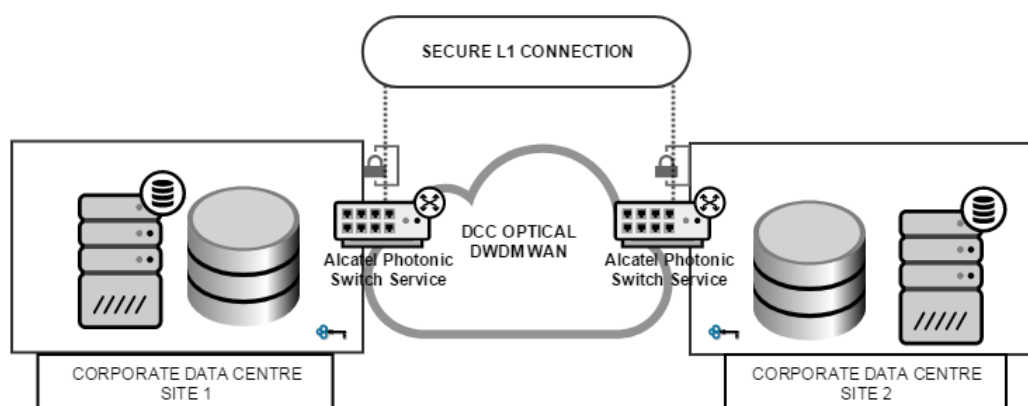 SECURE L1 CONNECTION
DCC OPTICAL
DWDM WAN
Alcatel Photonic
Switch Service
Alcatel Photonic
Switch Service
CORPORATE DATA CENTRE
SITE 1
CORPORATE DATA CENTRE
SITE 2